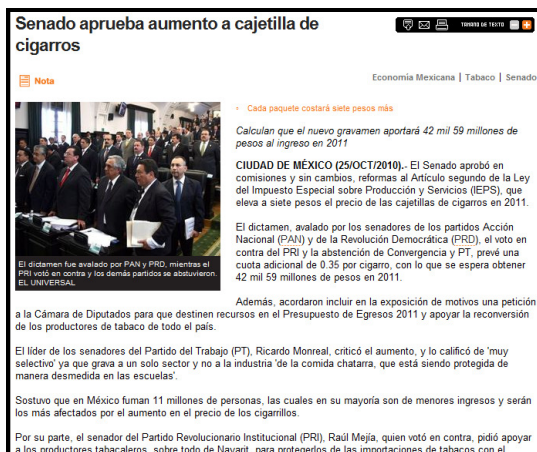 Senado aprueba aumento a cajetilla de
cigarros
TAMAÑO DE TEXTO
Nota
Economía Mexicana | Tabaco | Senado
Cada paquete costará siete pesos más
Calculan que el nuevo gravamen aportará 42 mil 59 millones de
pesos al ingreso en 2011
CIUDAD DE MÉXICO (25/OCT/2010).- El Senado aprobó en
comisiones y sin cambios, reformas al Artículo segundo de la Ley
del Impuesto Especial sobre Producción y Servicios (IEPS), que
eleva a siete pesos el precio de las cajetillas de cigarros en 2011.
El dictamen, avalado por los senadores de los partidos Acción
Nacional (PAN) y de la Revolución Democrática (PRD), el voto en
contra del PRI y la abstención de Convergencia y PT, prevé una
cuota adicional de 0.35 por cigarro, con lo que se espera obtener
42 mil 59 millones de pesos en 2011.
El dictamen fue avalado por PAN y PRD, mientras el
PRI votó en contra y los demás partidos se abstuvieron.
EL UNIVERSAL
Además, acordaron incluir en la exposición de motivos una petición
a la Cámara de Diputados para que destinen recursos en el Presupuesto de Egresos 2011 y apoyar la reconversión
de los productores de tabaco de todo el país.
El líder de los senadores del Partido del Trabajo (PT), Ricardo Monreal, criticó el aumento, y lo calificó de 'muy
selectivo' ya que grava a un solo sector y no a la industria 'de la comida chatarra, que está siendo protegida de
manera desmedida en las escuelas'.
Sostuvo que en México fuman 11 millones de personas, las cuales en su mayoría son de menores ingresos y serán
los más afectados por el aumento en el precio de los cigarrillos.
Por su parte, el senador del Partido Revolucionario Institucional (PRI), Raúl Mejía, quien votó en contra, pidió apoyar
a los productores tabacaleros, sobre todo de Nayarit, para protegerlos de las importaciones de tabacos con el